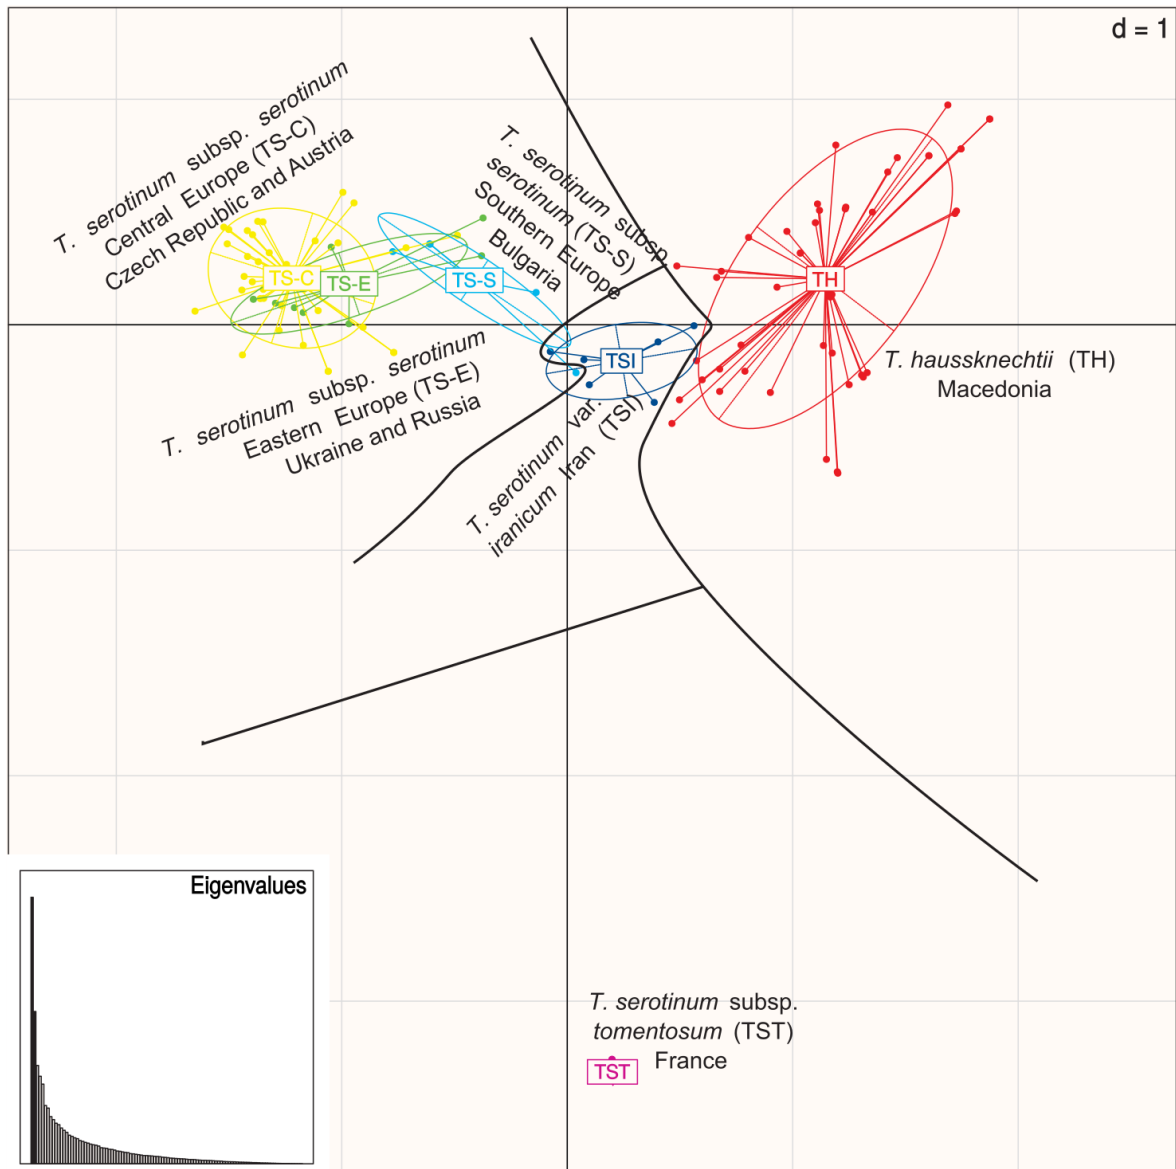 d = 1
T. serotinum subsp. serotinum
Central Europe (TS-C)
Czech Republic and Austria
T. serotinum subsp.
serotinum (TS-S)
Southern Europe
Bulgaria
TS-C
TS-E
TS-S
TH
TSI
T. haussknechtii (TH)
Macedonia
T. serotinum subsp. serotinum
Eastern Europe (TS-E)
Ukraine and Russia
T. serotinum var.
iranicum Iran (TSI)
Eigenvalues
T. serotinum subsp.
tomentosum (TST)
France
TST